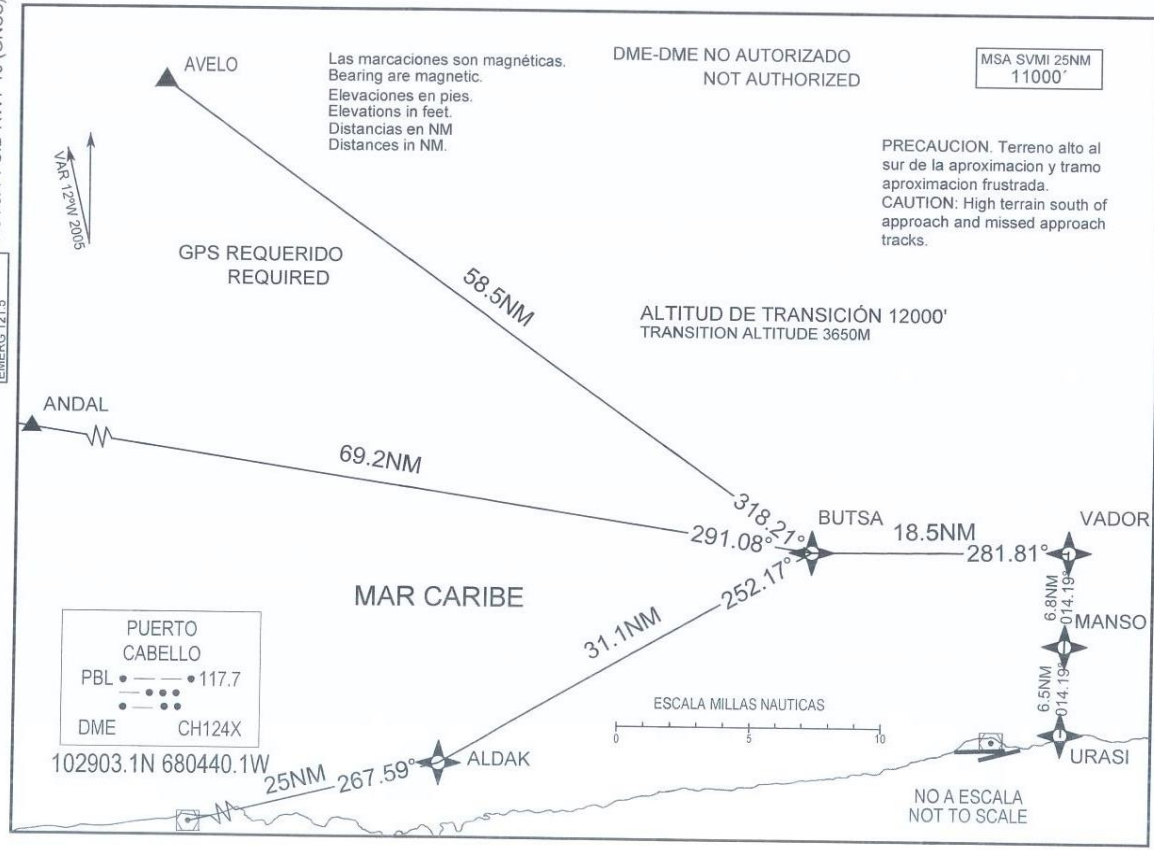 AVELO
Las marcaciones son magnéticas.
Bearing are magnetic.
Elevaciones en pies.
Elevations in feet.
Distancias en NM
Distances in NM.
DME-DME NO AUTORIZADO
NOT AUTHORIZED
MSA SVMI 25NM
11000´
PRECAUCION. Terreno alto al
sur de la aproximacion y tramo
aproximacion frustrada.
CAUTION: High terrain south of
approach and missed approach
tracks.
VAR 12ºW 2005
GPS REQUERIDO
REQUIRED
EMERG 121.5
58.5NM
ALTITUD DE TRANSICIÓN 12000'
TRANSITION ALTITUDE 3650M
ANDAL
69.2NM
318.21°
291.08°
252.17°
BUTSA
18.5NM
281.81°
VADOR
6.8NM
014.19°
MANSO
6.5NM
014.19°
URASI
MAR CARIBE
31.1NM
PUERTO
CABELLO
PBL 117.7
DME CH124X
102903.1N 680440.1W
25NM
267.59°
ALDAK
ESCALA MILLAS NAUTICAS
0 5 10
NO A ESCALA
NOT TO SCALE